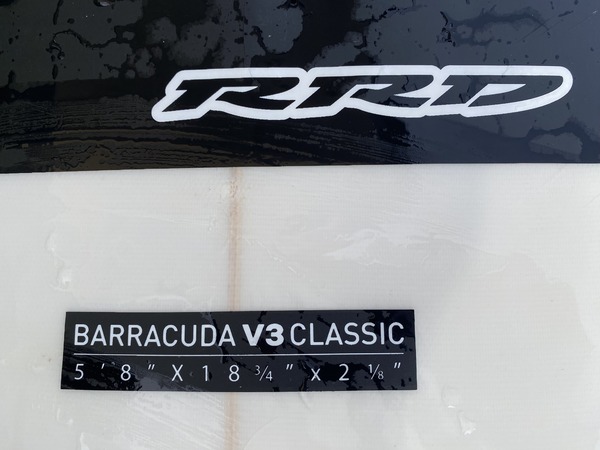 RRD
BARRACUDA V3 CLASSIC
5'8" X 18 3/4" x 2 1/8"